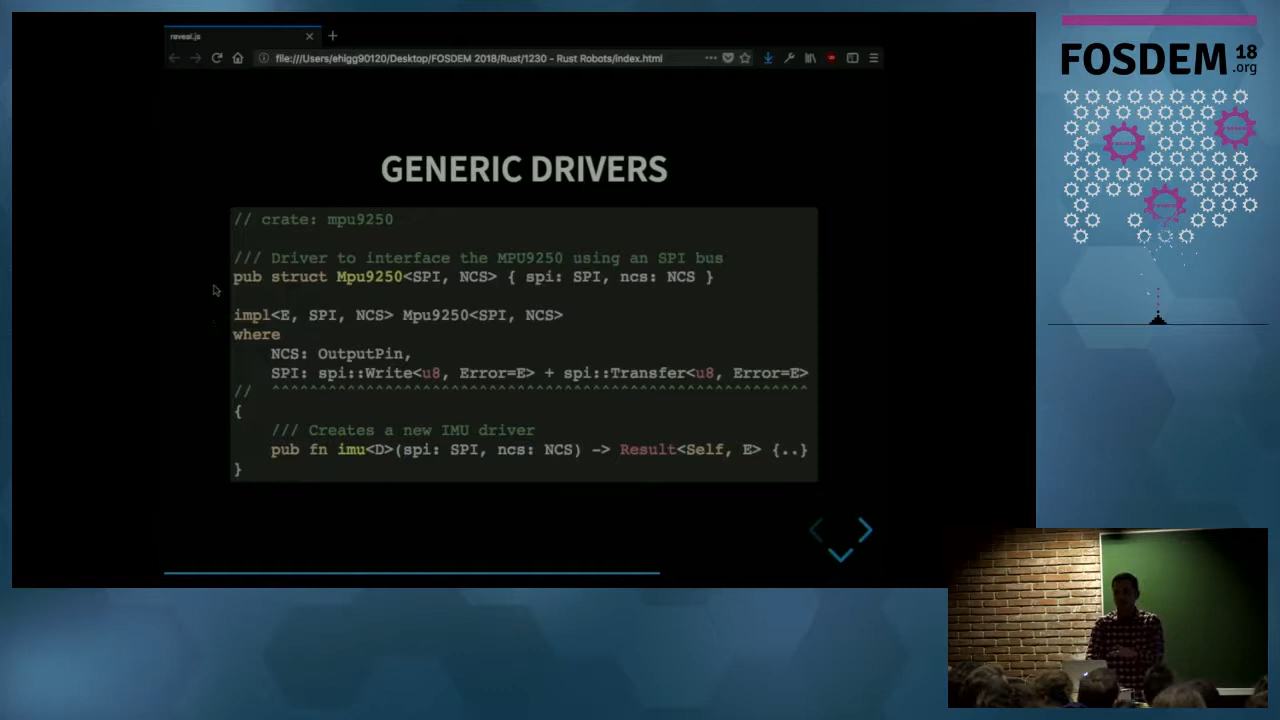 reveal.js
file:///Users/ehigg90120/Desktop/FOSDEM 2018/Rust/1230 - Rust Robots/index.html
FOSDEM 18
.org
GENERIC DRIVERS
// crate: mpu9250
/// Driver to interface the MPU9250 using an SPI bus
pub struct Mpu9250<SPI, NCS> { spi: SPI, ncs: NCS }
impl<E, SPI, NCS> Mpu9250<SPI, NCS>
where
NCS: OutputPin,
SPI: spi::Write<u8, Error=E> + spi::Transfer<u8, Error=E>
// ^^^^^^^^^^^^^^^^^^^^^^^^^^^^^^^^^^^^^^^^^^^^^^^^^^^^^^^^^
{
/// Creates a new IMU driver
pub fn imu<D>(spi: SPI, ncs: NCS) -> Result<Self, E> {..}
}